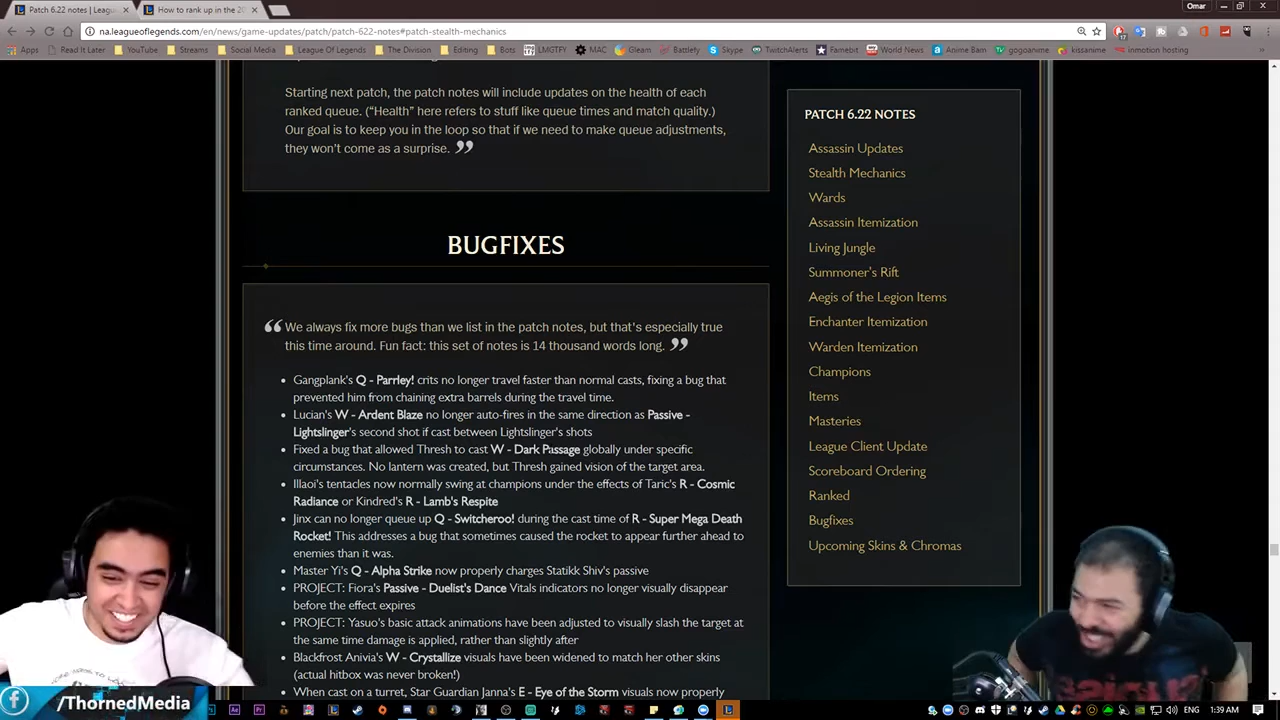 Patch 6.22 notes | Leagu
How to rank up in the 20
Omar
na.leagueoflegends.com/en/news/game-updates/patch/patch-622-notes#patch-stealth-mechanics
Apps Read It Later YouTube Streams Social Media League Of Legends The Division Editing Bots LMGTFY MAC Gleam Battlefy Skype TwitchAlerts Famebit World News Anime Bam gogoanime kissanime inmotion hosting
Starting next patch, the patch notes will include updates on the health of each
ranked queue. (“Health” here refers to stuff like queue times and match quality.)
Our goal is to keep you in the loop so that if we need to make queue adjustments,
they won't come as a surprise. ”
BUGFIXES
“ We always fix more bugs than we list in the patch notes, but that's especially true
this time around. Fun fact: this set of notes is 14 thousand words long. ”
• Gangplank's Q - Parrley! crits no longer travel faster than normal casts, fixing a bug that
prevented him from chaining extra barrels during the travel time.
• Lucian's W - Ardent Blaze no longer auto-fires in the same direction as Passive -
Lightslinger's second shot if cast between Lightslinger's shots
• Fixed a bug that allowed Thresh to cast W - Dark Passage globally under specific
circumstances. No lantern was created, but Thresh gained vision of the target area.
• Illaoi's tentacles now normally swing at champions under the effects of Taric's R - Cosmic
Radiance or Kindred's R - Lamb's Respite
• Jinx can no longer queue up Q - Switcheroo! during the cast time of R - Super Mega Death
Rocket! This addresses a bug that sometimes caused the rocket to appear further ahead to
enemies than it was.
• Master Yi's Q - Alpha Strike now properly charges Statikk Shiv's passive
• PROJECT: Fiora's Passive - Duelist's Dance Vitals indicators no longer visually disappear
before the effect expires
• PROJECT: Yasuo's basic attack animations have been adjusted to visually slash the target at
the same time damage is applied, rather than slightly after
• Blackfrost Anivia's W - Crystallize visuals have been widened to match her other skins
(actual hitbox was never broken!)
• When cast on a turret, Star Guardian Janna's E - Eye of the Storm visuals now properly
PATCH 6.22 NOTES
Assassin Updates
Stealth Mechanics
Wards
Assassin Itemization
Living Jungle
Summoner's Rift
Aegis of the Legion Items
Enchanter Itemization
Warden Itemization
Champions
Items
Masteries
League Client Update
Scoreboard Ordering
Ranked
Bugfixes
Upcoming Skins & Chromas
/ThornedMedia
ENG 1:39 AM